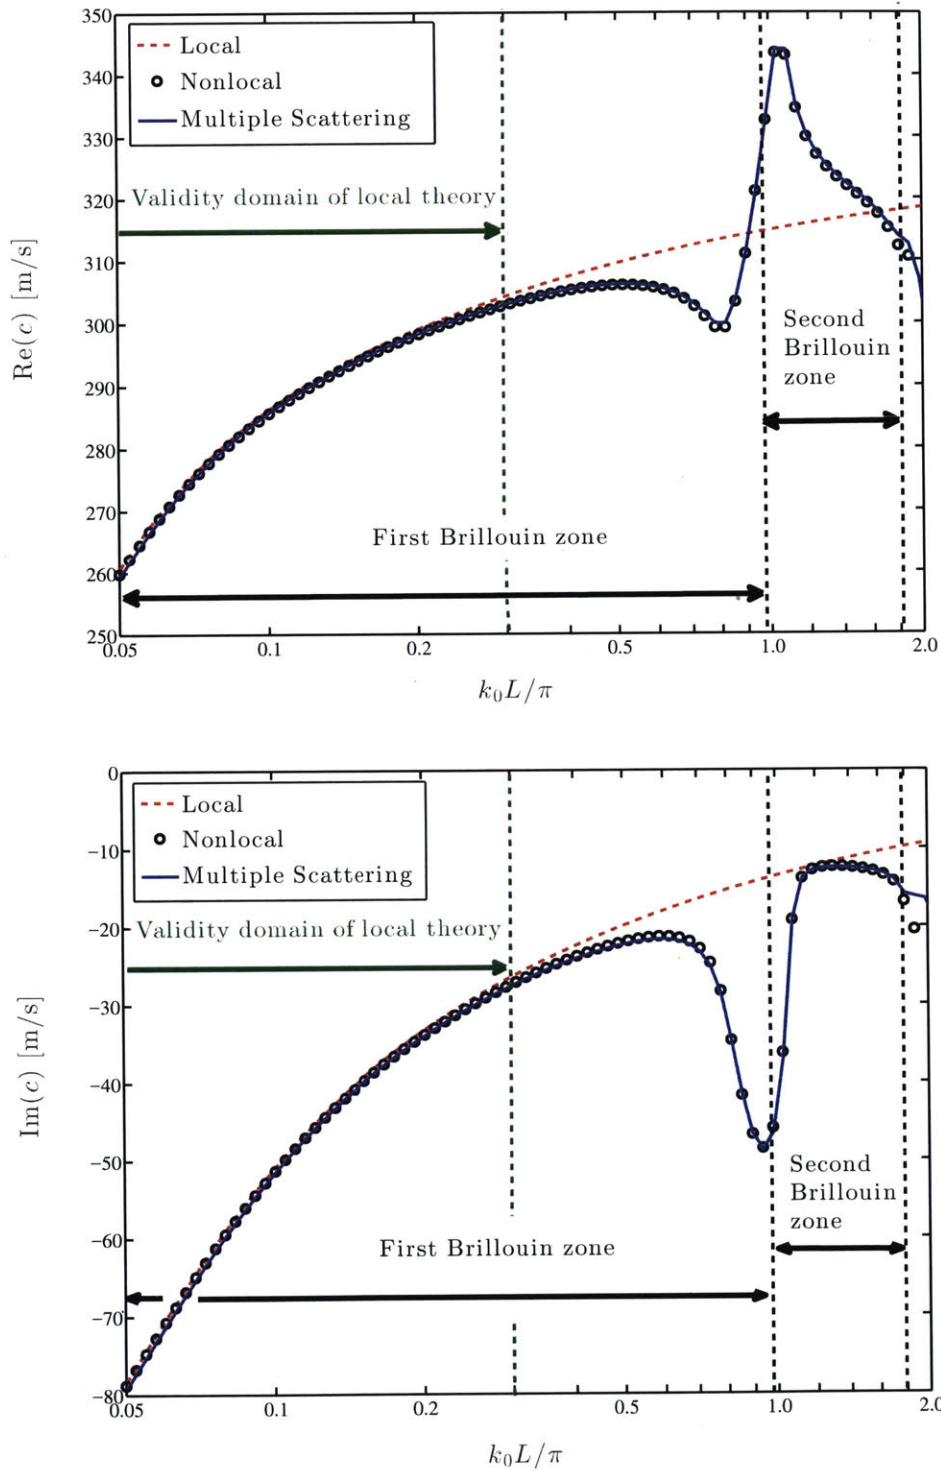 350
340
330
320
310
300
290
280
270
260
250
Re(c) [m/s]
Local
Nonlocal
Multiple Scattering
Validity domain of local theory
Second
Brillouin
zone
First Brillouin zone
0.05 0.1 0.2 0.5 1.0 2.0
k₀L/π
0
−10
−20
−30
−40
−50
−60
−70
−80
Im(c) [m/s]
Local
Nonlocal
Multiple Scattering
Validity domain of local theory
Second
Brillouin
zone
First Brillouin zone
0.05 0.1 0.2 0.5 1.0 2.0
k₀L/π